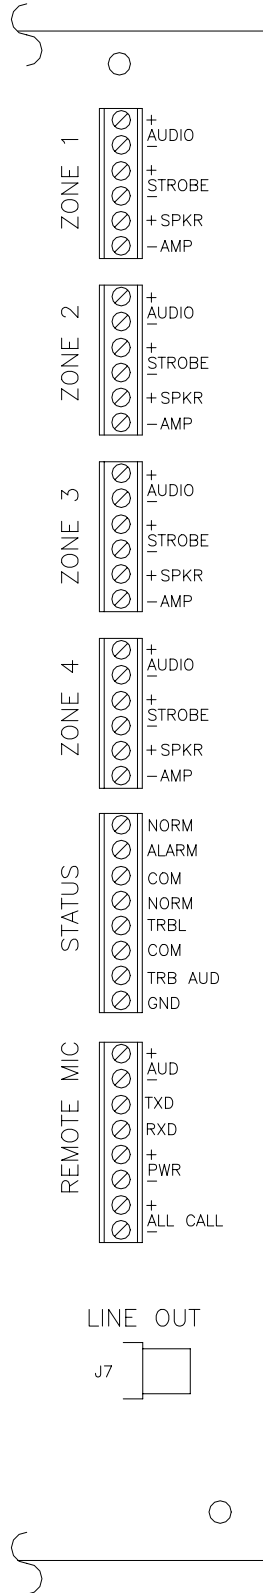 ZONE 1
+
AUDIO
−
+
STROBE
−
+ SPKR
− AMP
ZONE 2
+
AUDIO
−
+
STROBE
−
+ SPKR
− AMP
ZONE 3
+
AUDIO
−
+
STROBE
−
+ SPKR
− AMP
ZONE 4
+
AUDIO
−
+
STROBE
−
+ SPKR
− AMP
STATUS
NORM
ALARM
COM
NORM
TRBL
COM
TRB AUD
GND
REMOTE MIC
+
AUD
−
TXD
RXD
+
PWR
−
+
ALL CALL
−
LINE OUT
J7